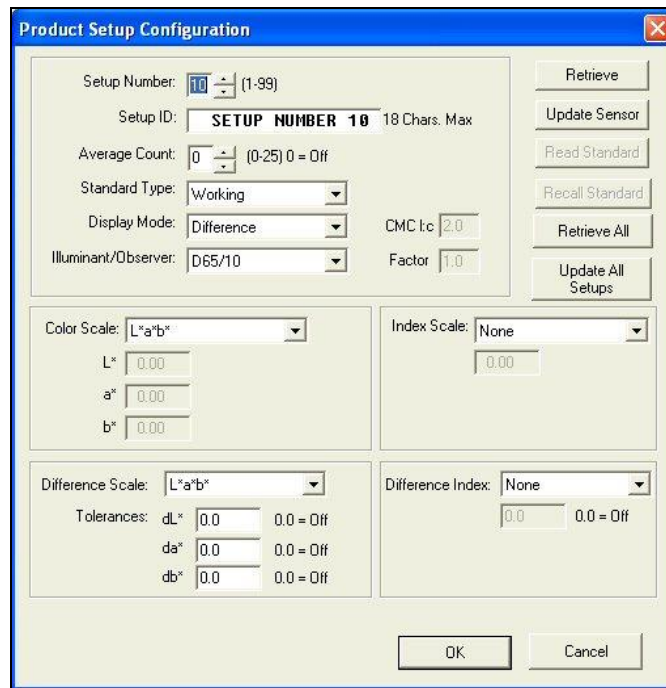 Product Setup Configuration
Setup Number: 10 (1-99)
Setup ID: SETUP NUMBER 10 18 Chars. Max
Average Count: 0 (0-25) 0 = Off
Standard Type: Working
Display Mode: Difference CMC l:c 2.0
Illuminant/Observer: D65/10 Factor 1.0
Retrieve
Update Sensor
Read Standard
Recall Standard
Retrieve All
Update All
Setups
Color Scale: L*a*b*
L* 0.00
a* 0.00
b* 0.00
Index Scale: None
0.00
Difference Scale: L*a*b*
Tolerances: dL* 0.0 0.0 = Off
da* 0.0 0.0 = Off
db* 0.0 0.0 = Off
Difference Index: None
0.0 0.0 = Off
OK Cancel